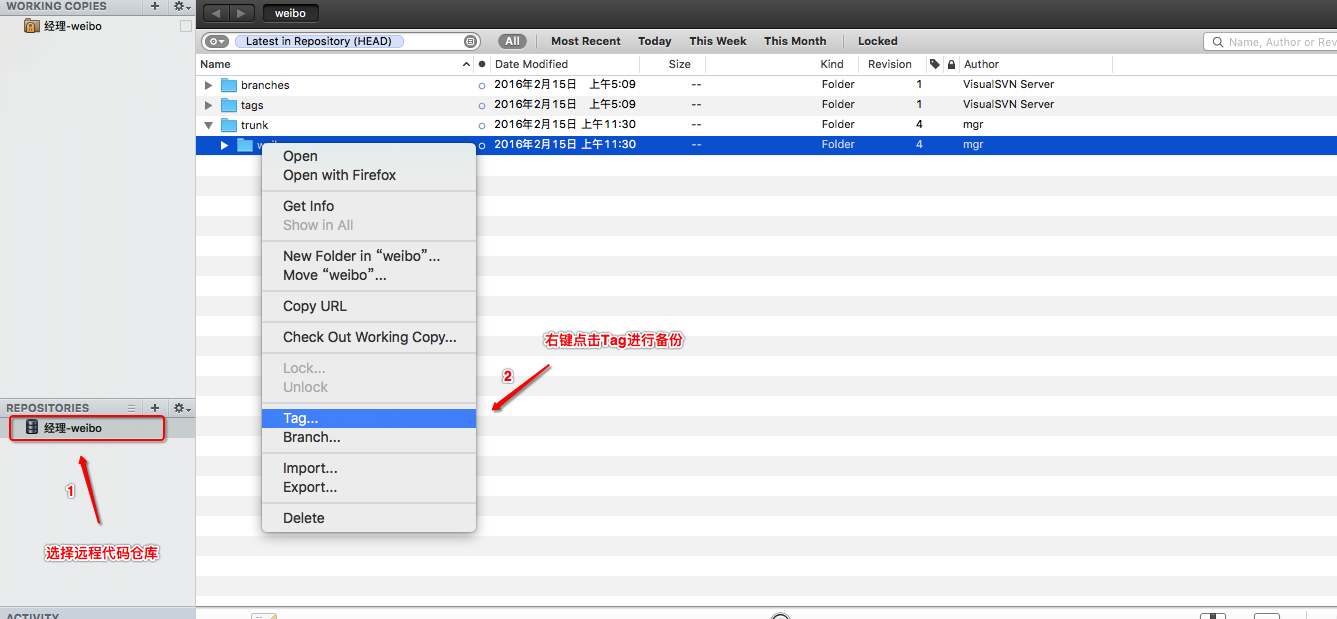 WORKING COPIES
经理-weibo
weibo
Latest in Repository (HEAD) All Most Recent Today This Week This Month Locked Name, Author or Rev
Name Date Modified Size Kind Revision Author
branches 2016年2月15日 上午5:09 -- Folder 1 VisualSVN Server
tags 2016年2月15日 上午5:09 -- Folder 1 VisualSVN Server
trunk 2016年2月15日 上午11:30 -- Folder 4 mgr
2016年2月15日 上午11:30 -- Folder 4 mgr
Open
Open with Firefox
Get Info
Show in All
New Folder in “weibo”...
Move “weibo”...
Copy URL
Check Out Working Copy...
Lock...
Unlock
Tag...
Branch...
Import...
Export...
Delete
右键点击Tag进行备份
2
REPOSITORIES
经理-weibo
1
选择远程代码仓库
ACTIVITY